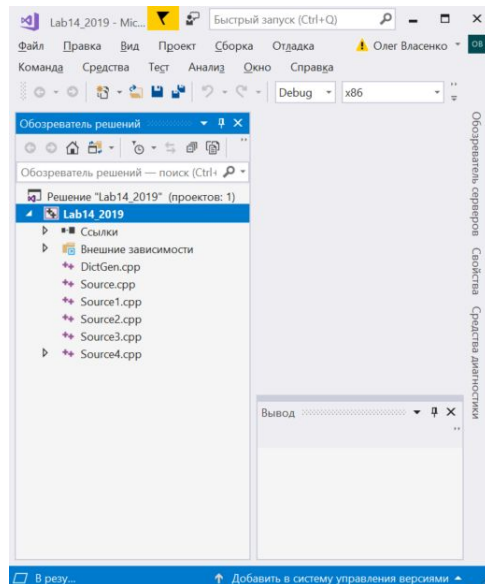 Lab14_2019 - Mic...
Быстрый запуск (Ctrl+Q)
Файл Правка Вид Проект Сборка Отладка Олег Власенко ОВ
Команда Средства Тест Анализ Окно Справка
Debug x86
Обозреватель решений
Обозреватель решений — поиск (Ctrl+
Решение "Lab14_2019" (проектов: 1)
Lab14_2019
Ссылки
Внешние зависимости
DictGen.cpp
Source.cpp
Source1.cpp
Source2.cpp
Source3.cpp
Source4.cpp
Вывод
Обозреватель серверов
Свойства
Средства диагностики
В резу...
Добавить в систему управления версиями